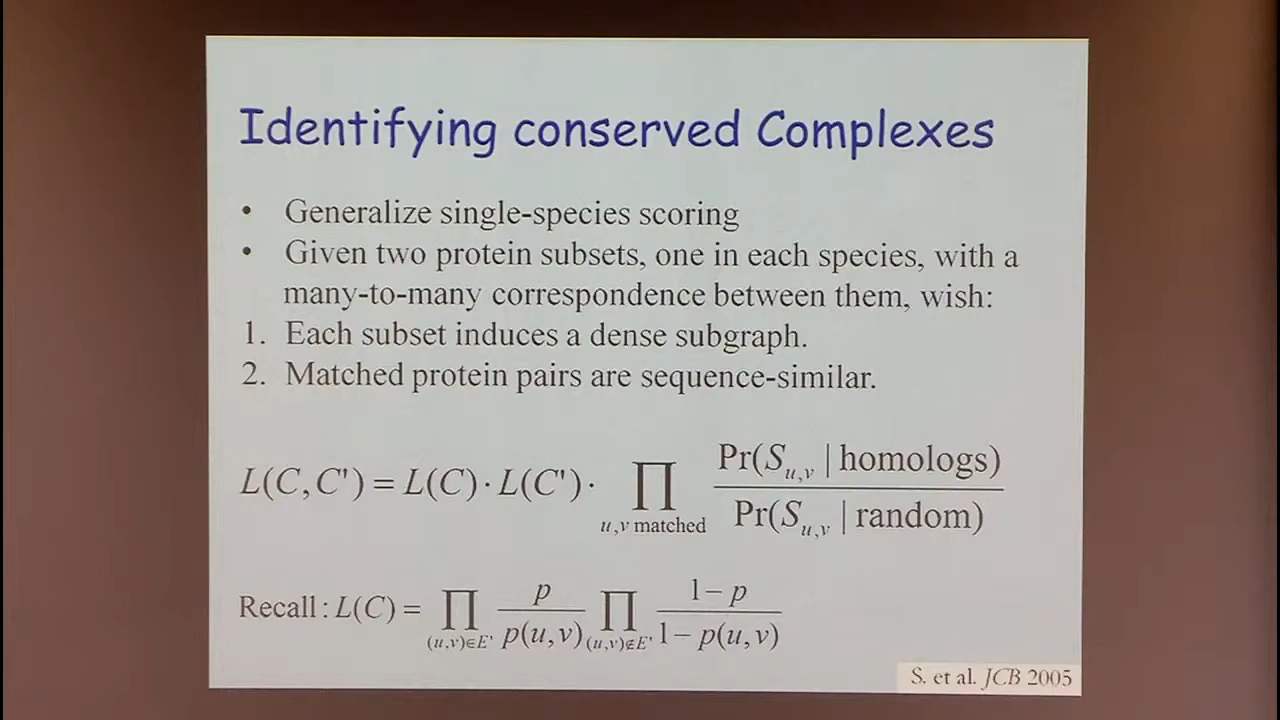 Identifying conserved Complexes
• Generalize single-species scoring
• Given two protein subsets, one in each species, with a
many-to-many correspondence between them, wish:
1. Each subset induces a dense subgraph.
2. Matched protein pairs are sequence-similar.
L(C,C') = L(C) · L(C') · ∏_{u,v matched} Pr(S_{u,v} | homologs) / Pr(S_{u,v} | random)
Recall : L(C) = ∏_{(u,v)∈E'} p / p(u,v) ∏_{(u,v)∉E'} 1− p / 1− p(u,v)
S. et al. JCB 2005